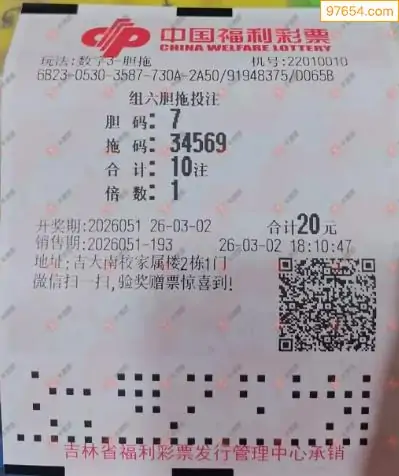 97654.com
中国福利彩票
CHINA WELFARE LOTTERY
玩法:数字3-胆拖 机号:22010010
6B23-0530-3587-730A-2A50/91948375/D065B
组六胆拖投注
胆 码: 7
拖 码: 34569
合 计: 10注
倍 数: 1
开奖期:2026051 26-03-02 合计20元
销售期:2026051-193 26-03-02 18:10:47
地址:吉大南校家属楼2栋1门
微信扫一扫,验奖赠票惊喜到!
吉林省福利彩票发行管理中心承销